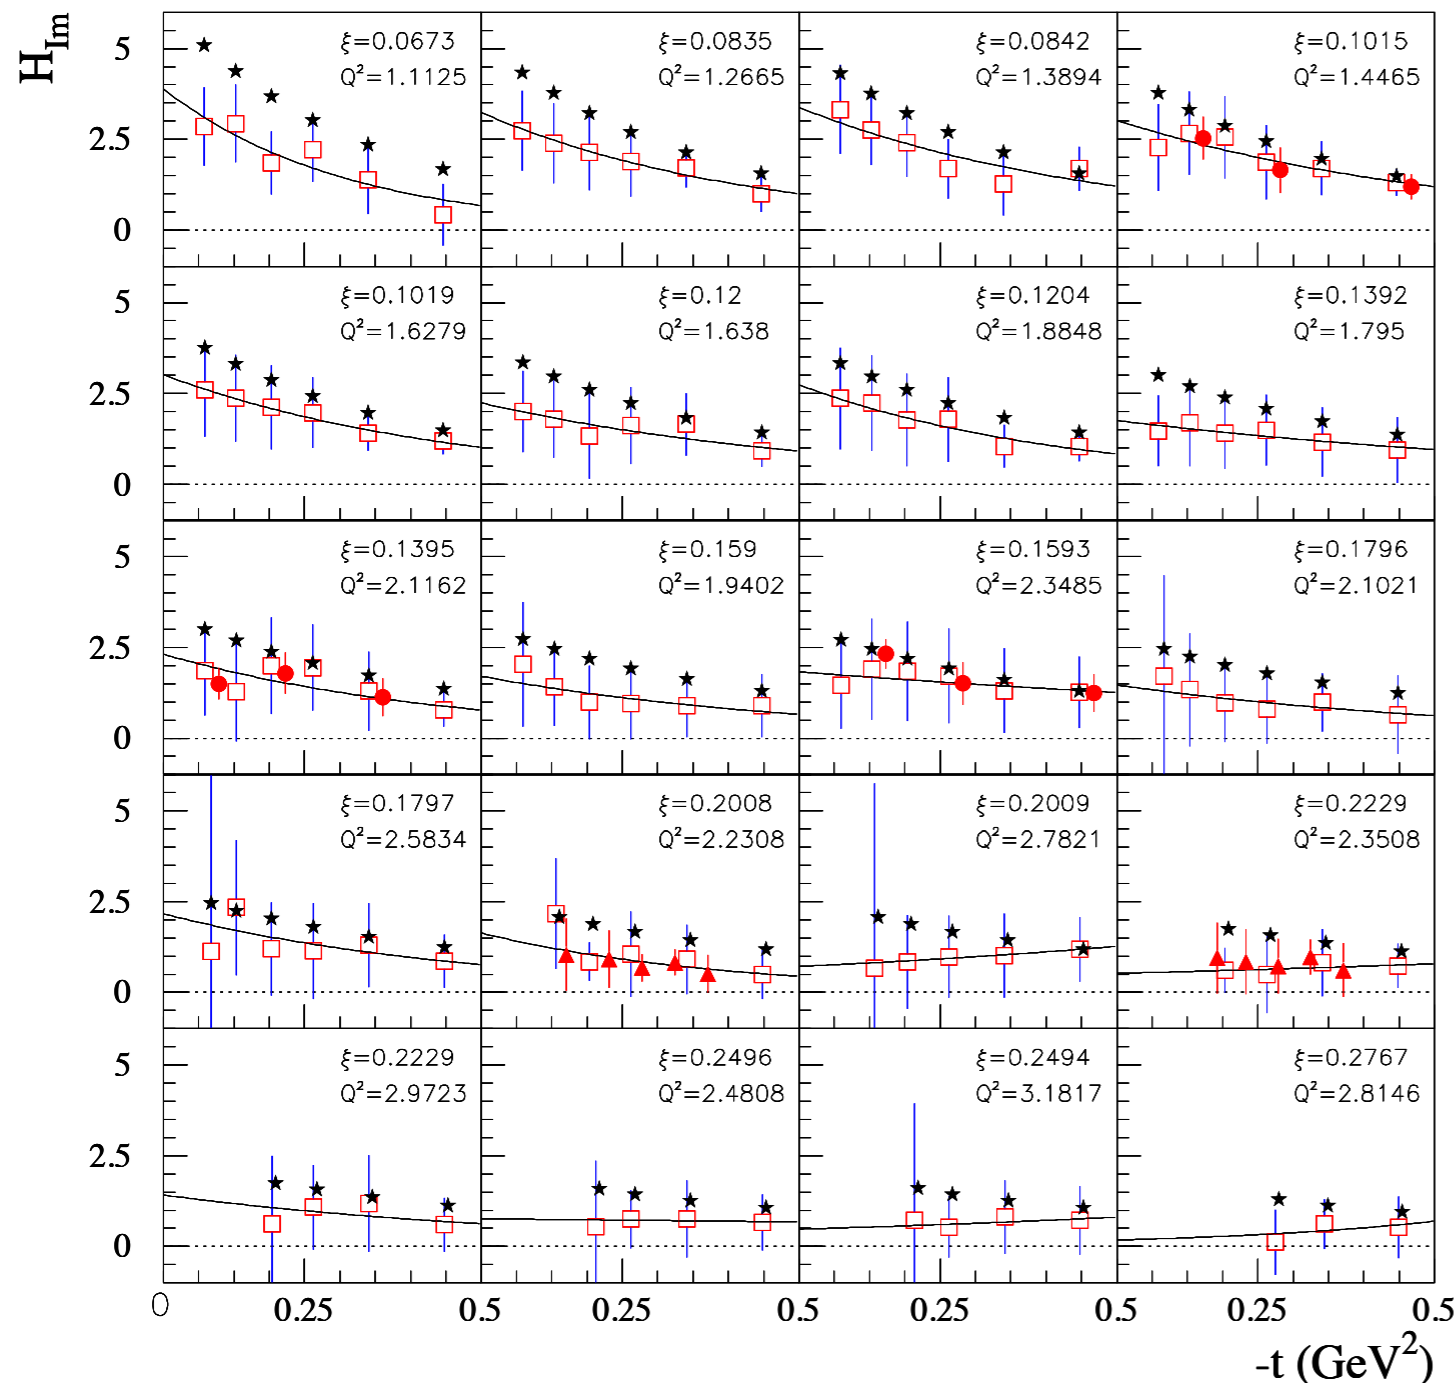 H_Im
5
2.5
0
ξ=0.0673
Q²=1.1125
ξ=0.0835
Q²=1.2665
ξ=0.0842
Q²=1.3894
ξ=0.1015
Q²=1.4465
5
2.5
0
ξ=0.1019
Q²=1.6279
ξ=0.12
Q²=1.638
ξ=0.1204
Q²=1.8848
ξ=0.1392
Q²=1.795
5
2.5
0
ξ=0.1395
Q²=2.1162
ξ=0.159
Q²=1.9402
ξ=0.1593
Q²=2.3485
ξ=0.1796
Q²=2.1021
5
2.5
0
ξ=0.1797
Q²=2.5834
ξ=0.2008
Q²=2.2308
ξ=0.2009
Q²=2.7821
ξ=0.2229
Q²=2.3508
5
2.5
0
ξ=0.2229
Q²=2.9723
ξ=0.2496
Q²=2.4808
ξ=0.2494
Q²=3.1817
ξ=0.2767
Q²=2.8146
0 0.25 0.5 0.25 0.5 0.25 0.5 0.25 0.5
-t (GeV²)